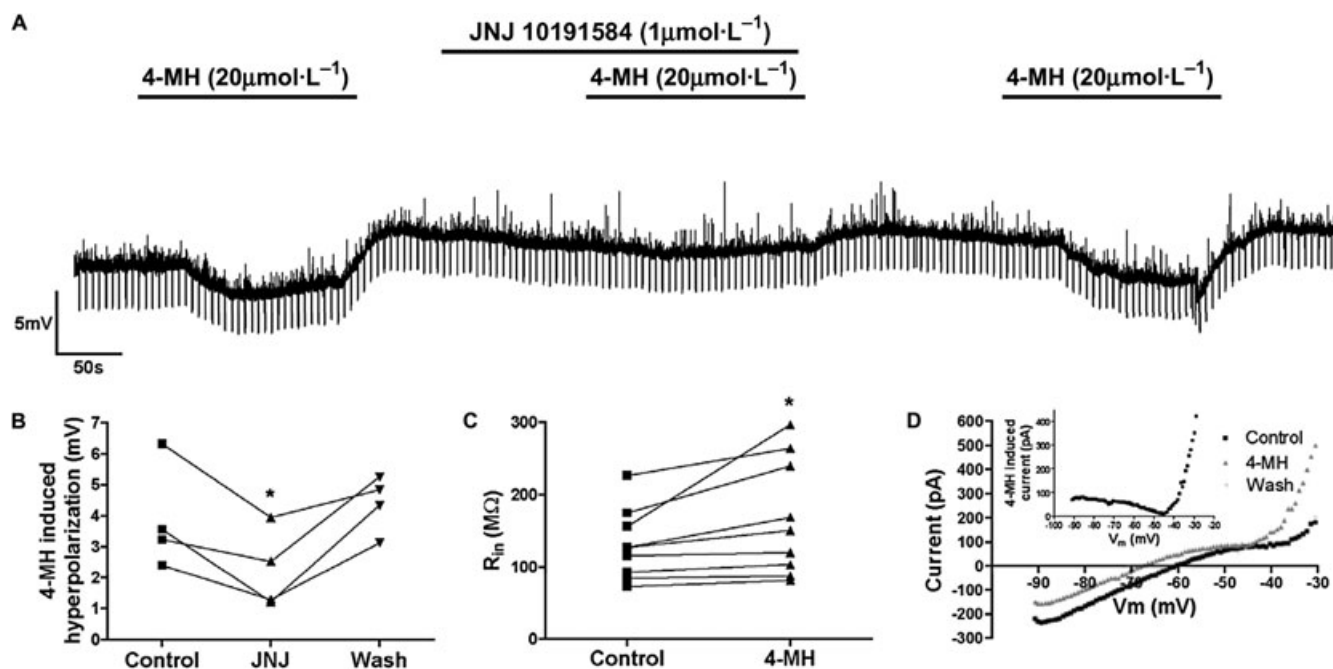 A
JNJ 10191584 (1μmol·L⁻¹)
4-MH (20μmol·L⁻¹)
4-MH (20μmol·L⁻¹)
4-MH (20μmol·L⁻¹)
5mV
50s
B
4-MH induced
hyperpolarization (mV)
7
6
5
4
3
2
1
0
*
Control
JNJ
Wash
C
R_in (MΩ)
300
200
100
0
*
Control
4-MH
D
Current (pA)
600
500
400
300
200
100
0
-100
-200
-300
-90
-80
-70
-60
-50
-40
-30
Vm (mV)
4-MH Induced
current (pA)
400
300
200
100
0
-100 -90 -80 -70 -60 -50 -40 -30 -20
V_m (mV)
Control
4-MH
Wash